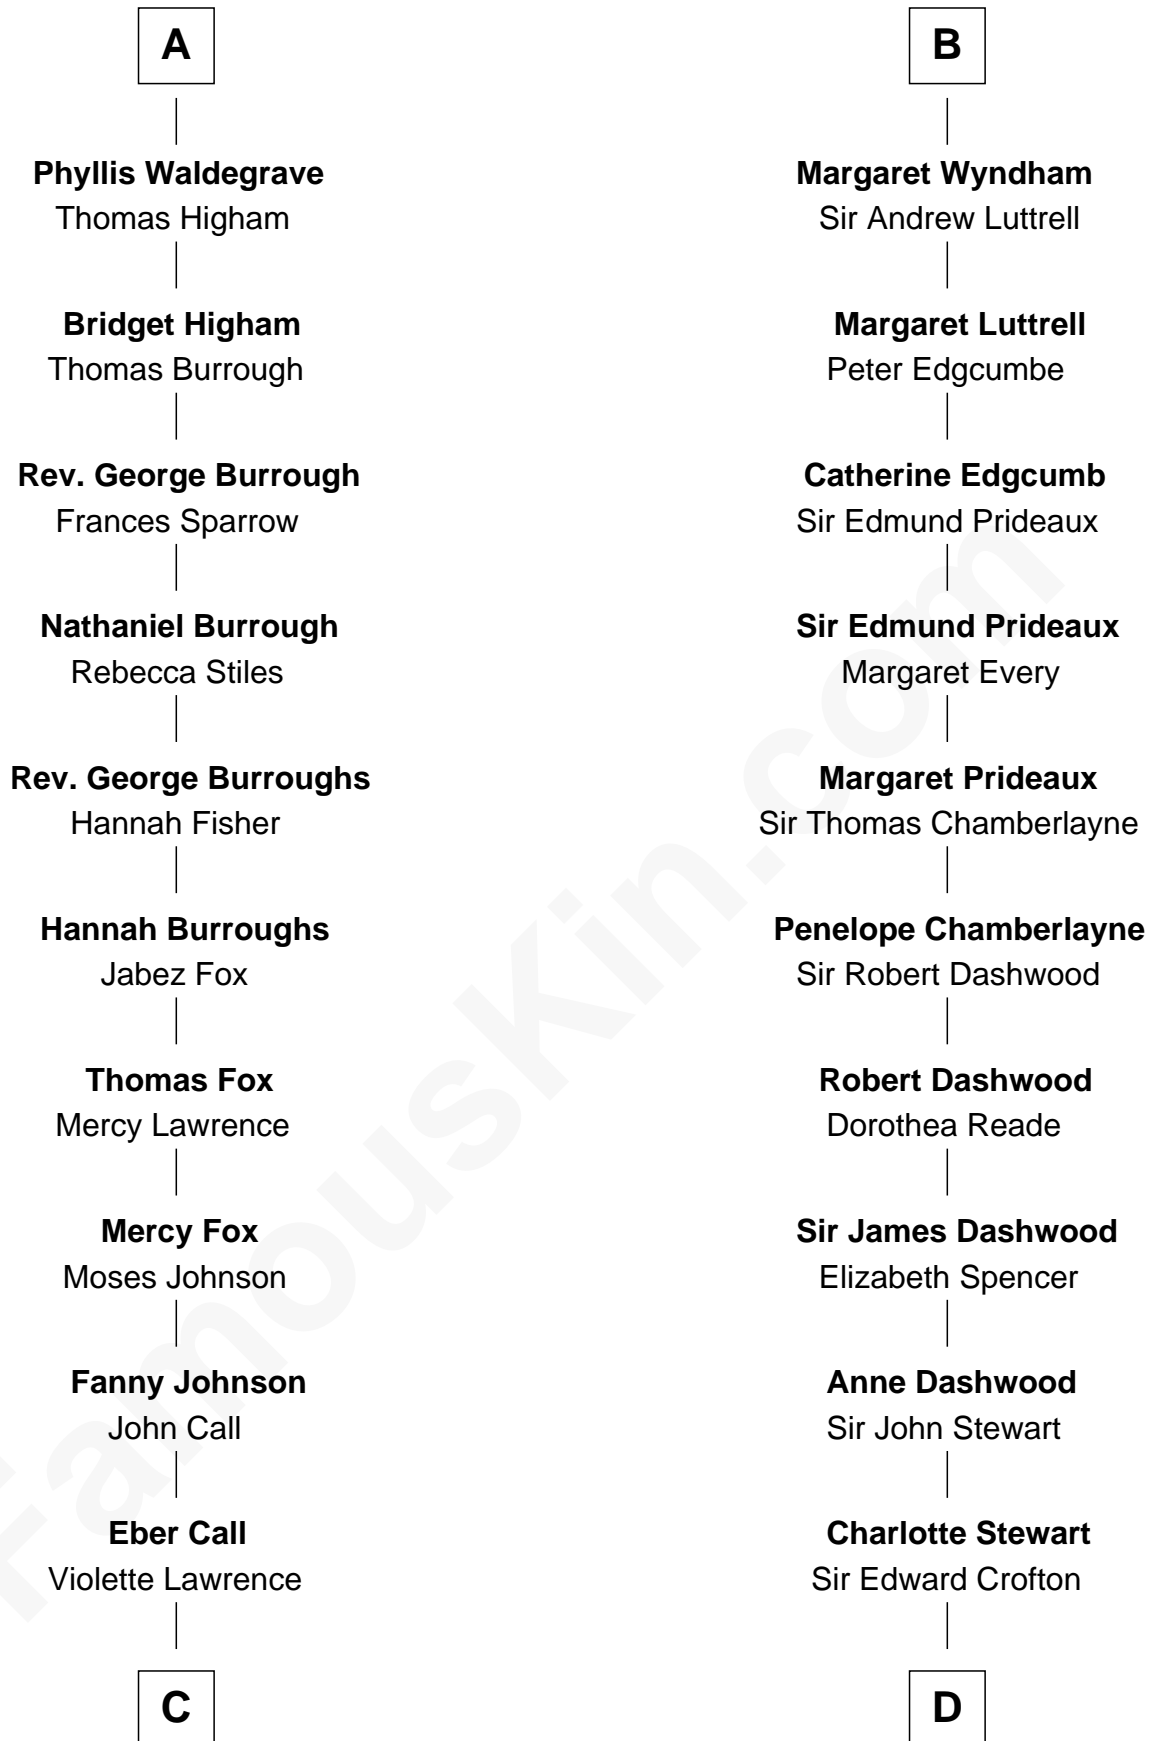 A
Phyllis Waldegrave
Thomas Higham
Bridget Higham
Thomas Burrough
Rev. George Burrough
Frances Sparrow
Nathaniel Burrough
Rebecca Stiles
Rev. George Burroughs
Hannah Fisher
Hannah Burroughs
Jabez Fox
Thomas Fox
Mercy Lawrence
Mercy Fox
Moses Johnson
Fanny Johnson
John Call
Eber Call
Violette Lawrence
C
B
Margaret Wyndham
Sir Andrew Luttrell
Margaret Luttrell
Peter Edgcumbe
Catherine Edgcumb
Sir Edmund Prideaux
Sir Edmund Prideaux
Margaret Every
Margaret Prideaux
Sir Thomas Chamberlayne
Penelope Chamberlayne
Sir Robert Dashwood
Robert Dashwood
Dorothea Reade
Sir James Dashwood
Elizabeth Spencer
Anne Dashwood
Sir John Stewart
Charlotte Stewart
Sir Edward Crofton
D
FamousKin.com